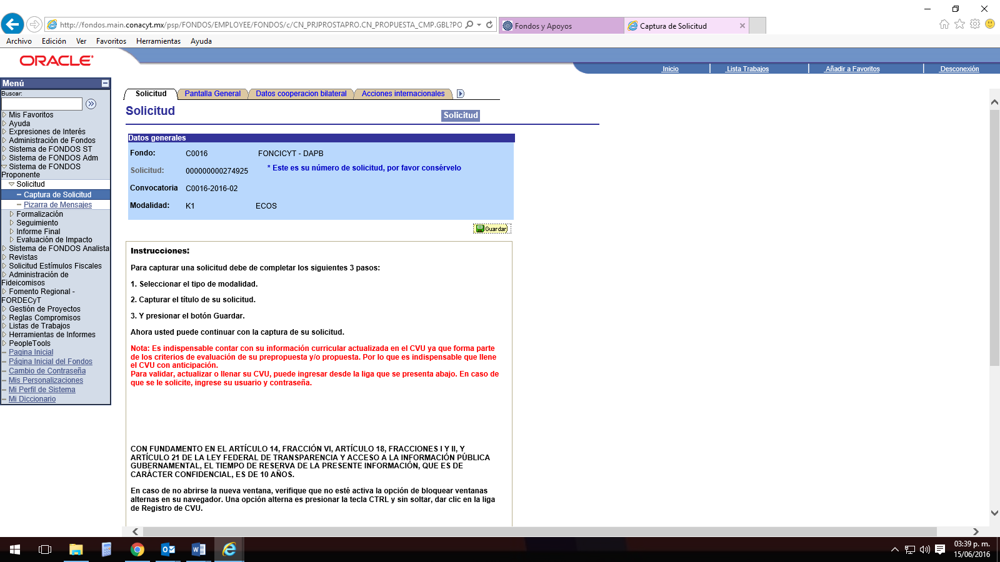 http://fondos.main.conacyt.mx/psp/FONDOS/EMPLOYEE/FONDOS/c/CN_PRJPROSTAPRO.CN_PROPUESTA_CMP.GBL?PO
Fondos y Apoyos
Captura de Solicitud
Archivo Edición Ver Favoritos Herramientas Ayuda
ORACLE
Inicio Lista Trabajos Añadir a Favoritos Desconexión
Menú
Buscar:
Mis Favoritos
Ayuda
Expresiones de Interés
Administración de Fondos
Sistema de FONDOS ST
Sistema de FONDOS Adm
Sistema de FONDOS
Proponente
Solicitud
Captura de Solicitud
Pizarra de Mensajes
Formalización
Seguimiento
Informe Final
Evaluación de Impacto
Sistema de FONDOS Analista
Revistas
Solicitud Estímulos Fiscales
Administración de
Fideicomisos
Fomento Regional -
FORDECyT
Gestión de Proyectos
Reglas Compromisos
Listas de Trabajos
Herramientas de Informes
PeopleTools
Pagina Inicial
Página Inicial del Fondos
Cambio de Contraseña
Mis Personalizaciones
Mi Perfil de Sistema
Mi Diccionario
Solicitud Pantalla General Datos cooperacion bilateral Acciones internacionales
Solicitud
Solicitud
Datos generales
Fondo: C0016 FONCICYT - DAPB
Solicitud: 000000000274925 * Este es su número de solicitud, por favor consérvelo
Convocatoria C0016-2016-02
Modalidad: K1 ECOS
Guardar
Instrucciones:
Para capturar una solicitud debe de completar los siguientes 3 pasos:
1. Seleccionar el tipo de modalidad.
2. Capturar el título de su solicitud.
3. Y presionar el botón Guardar.
Ahora usted puede continuar con la captura de su solicitud.
Nota: Es indispensable contar con su información curricular actualizada en el CVU ya que forma parte
de los criterios de evaluación de su prepropuesta y/o propuesta. Por lo que es indispensable que llene
el CVU con anticipación.
Para validar, actualizar o llenar su CVU, puede ingresar desde la liga que se presenta abajo. En caso de
que se le solicite, ingrese su usuario y contraseña.
CON FUNDAMENTO EN EL ARTÍCULO 14, FRACCIÓN VI, ARTÍCULO 18, FRACCIONES I Y II, Y
ARTÍCULO 21 DE LA LEY FEDERAL DE TRANSPARENCIA Y ACCESO A LA INFORMACIÓN PÚBLICA
GUBERNAMENTAL, EL TIEMPO DE RESERVA DE LA PRESENTE INFORMACIÓN, QUE ES DE
CARÁCTER CONFIDENCIAL, ES DE 10 AÑOS.
En caso de no abrirse la nueva ventana, verifique que no esté activa la opción de bloquear ventanas
alternas en su navegador. Una opción alterna es presionar la tecla CTRL y sin soltar, dar clic en la liga
de Registro de CVU.
03:39 p. m.
15/06/2016